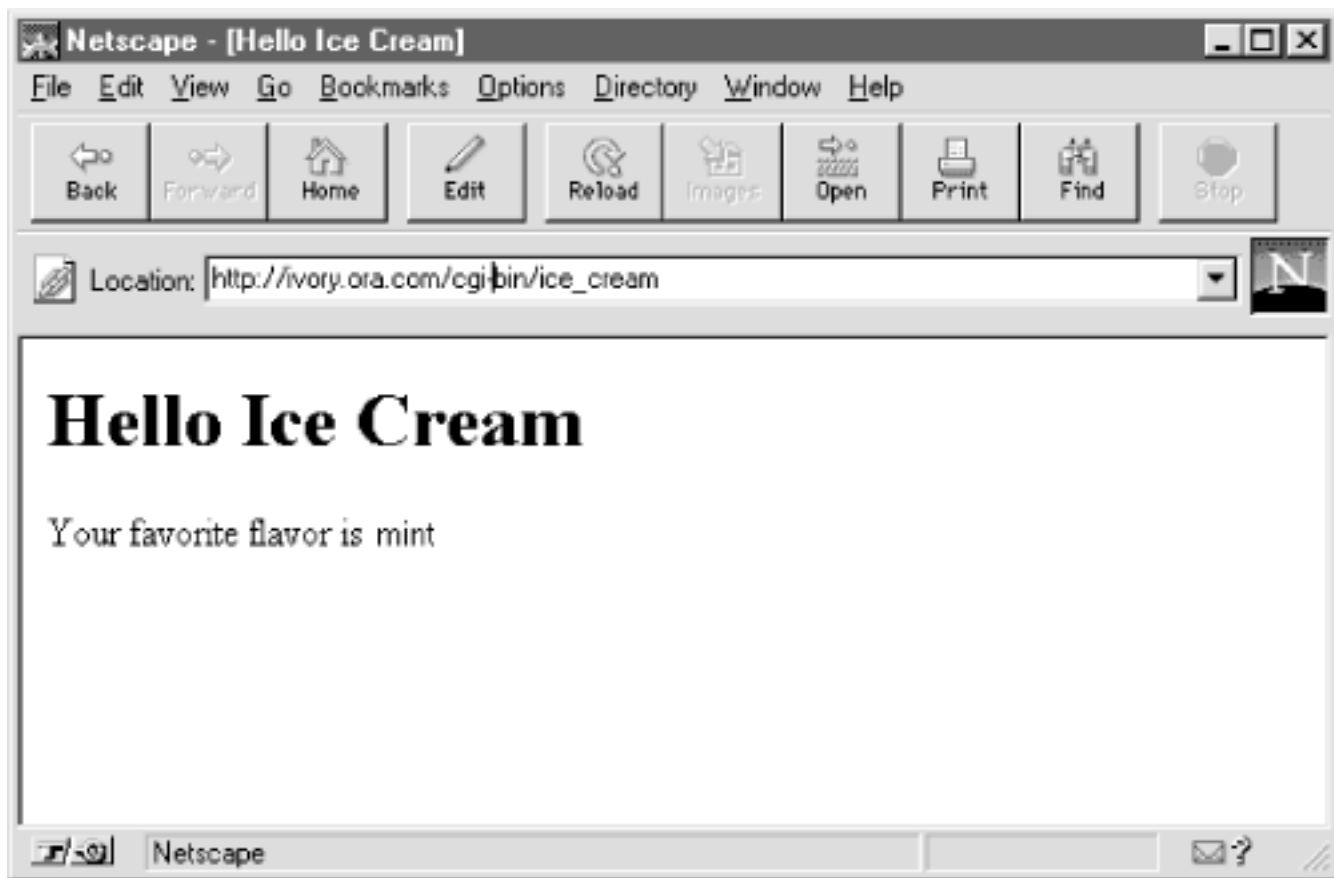 Netscape - [Hello Ice Cream]
File Edit View Go Bookmarks Options Directory Window Help
Back Forward Home Edit Reload Images Open Print Find Stop
Location: http://ivory.ora.com/cgi-bin/ice_cream
N
Hello Ice Cream
Your favorite flavor is mint
Netscape
?